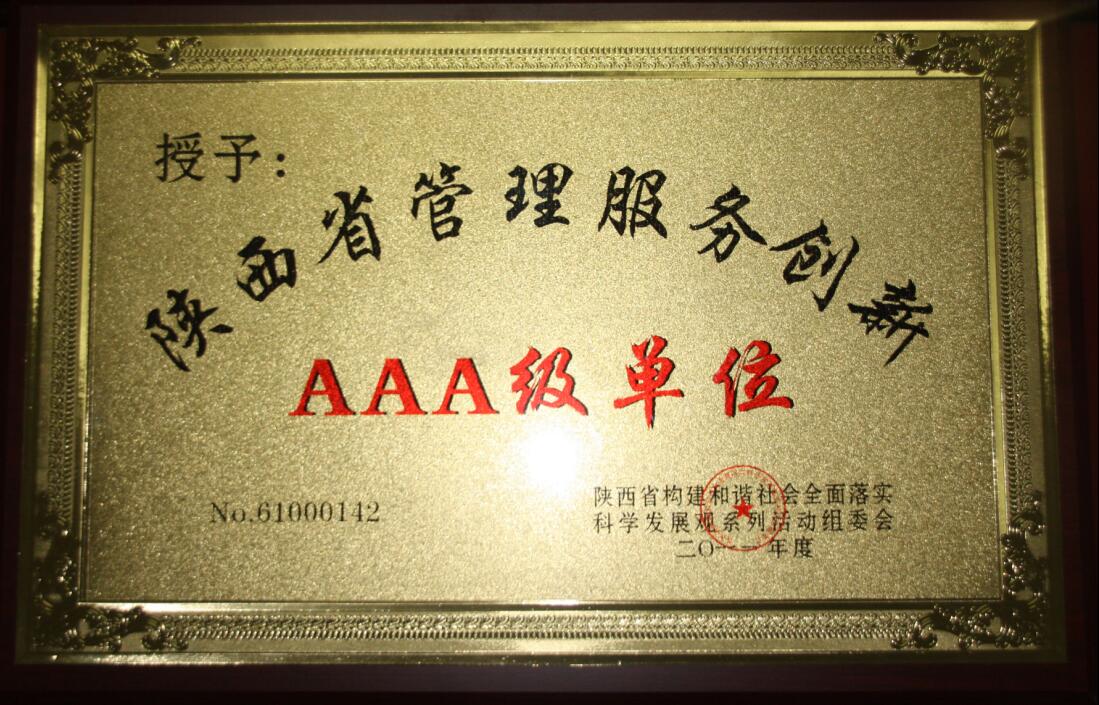 授予：
陕西省管理服务创新
AAA级单位
No.61000142
陕西省构建和谐社会全面落实
科学发展观系列活动组委会
二〇一一年度